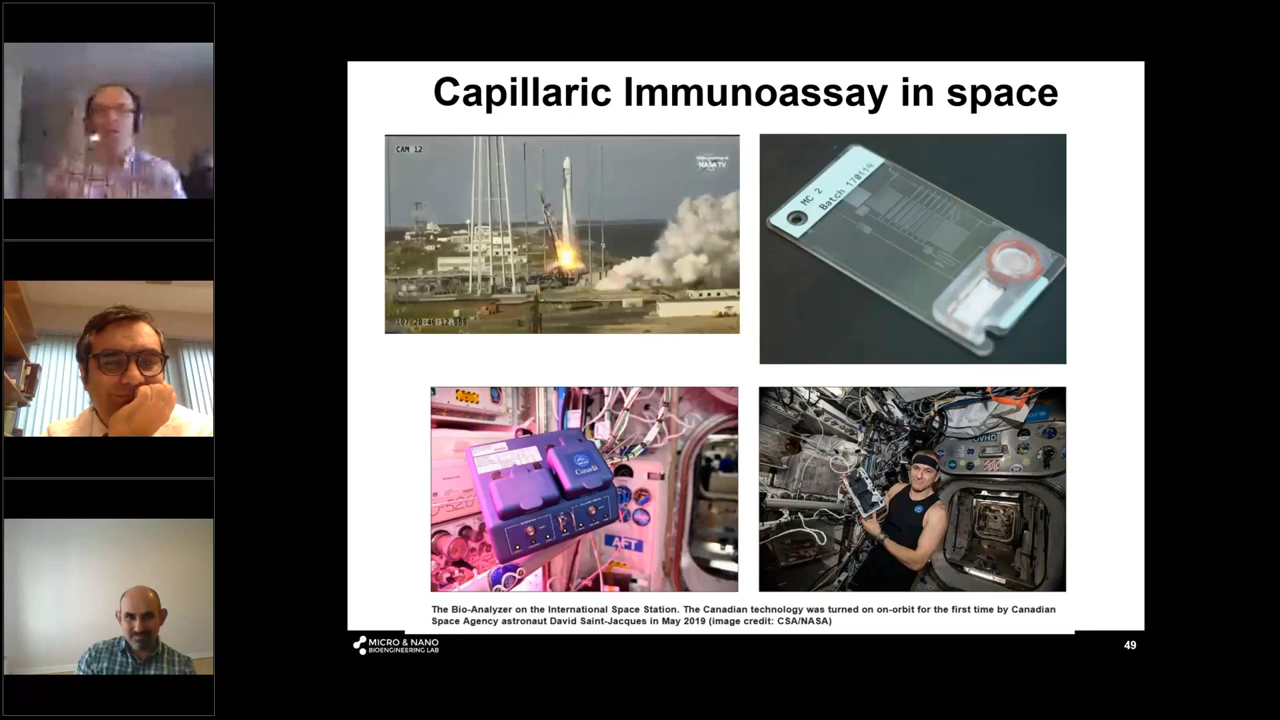 Capillaric Immunoassay in space
CAM 12
NASA TV
MC 2
Batch 170119
Canada
AFT
The Bio-Analyzer on the International Space Station. The Canadian technology was turned on on-orbit for the first time by Canadian
Space Agency astronaut David Saint-Jacques in May 2019 (image credit: CSA/NASA)
MICRO & NANO
BIOENGINEERING LAB
49